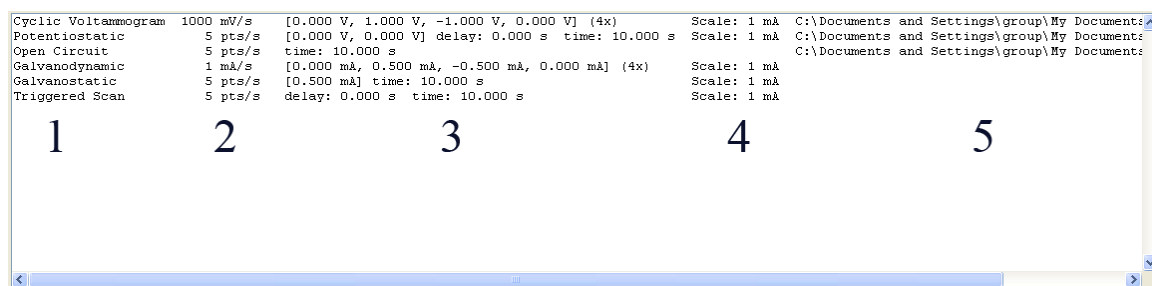 Cyclic Voltammogram 1000 mV/s [0.000 V, 1.000 V, -1.000 V, 0.000 V] (4x) Scale: 1 mA C:\Documents and Settings\group\My Documents
Potentiostatic 5 pts/s [0.000 V, 0.000 V] delay: 0.000 s time: 10.000 s Scale: 1 mA C:\Documents and Settings\group\My Documents
Open Circuit 5 pts/s time: 10.000 s C:\Documents and Settings\group\My Documents
Galvanodynamic 1 mA/s [0.000 mA, 0.500 mA, -0.500 mA, 0.000 mA] (4x) Scale: 1 mA
Galvanostatic 5 pts/s [0.500 mA] time: 10.000 s Scale: 1 mA
Triggered Scan 5 pts/s delay: 0.000 s time: 10.000 s Scale: 1 mA
1 2 3 4 5